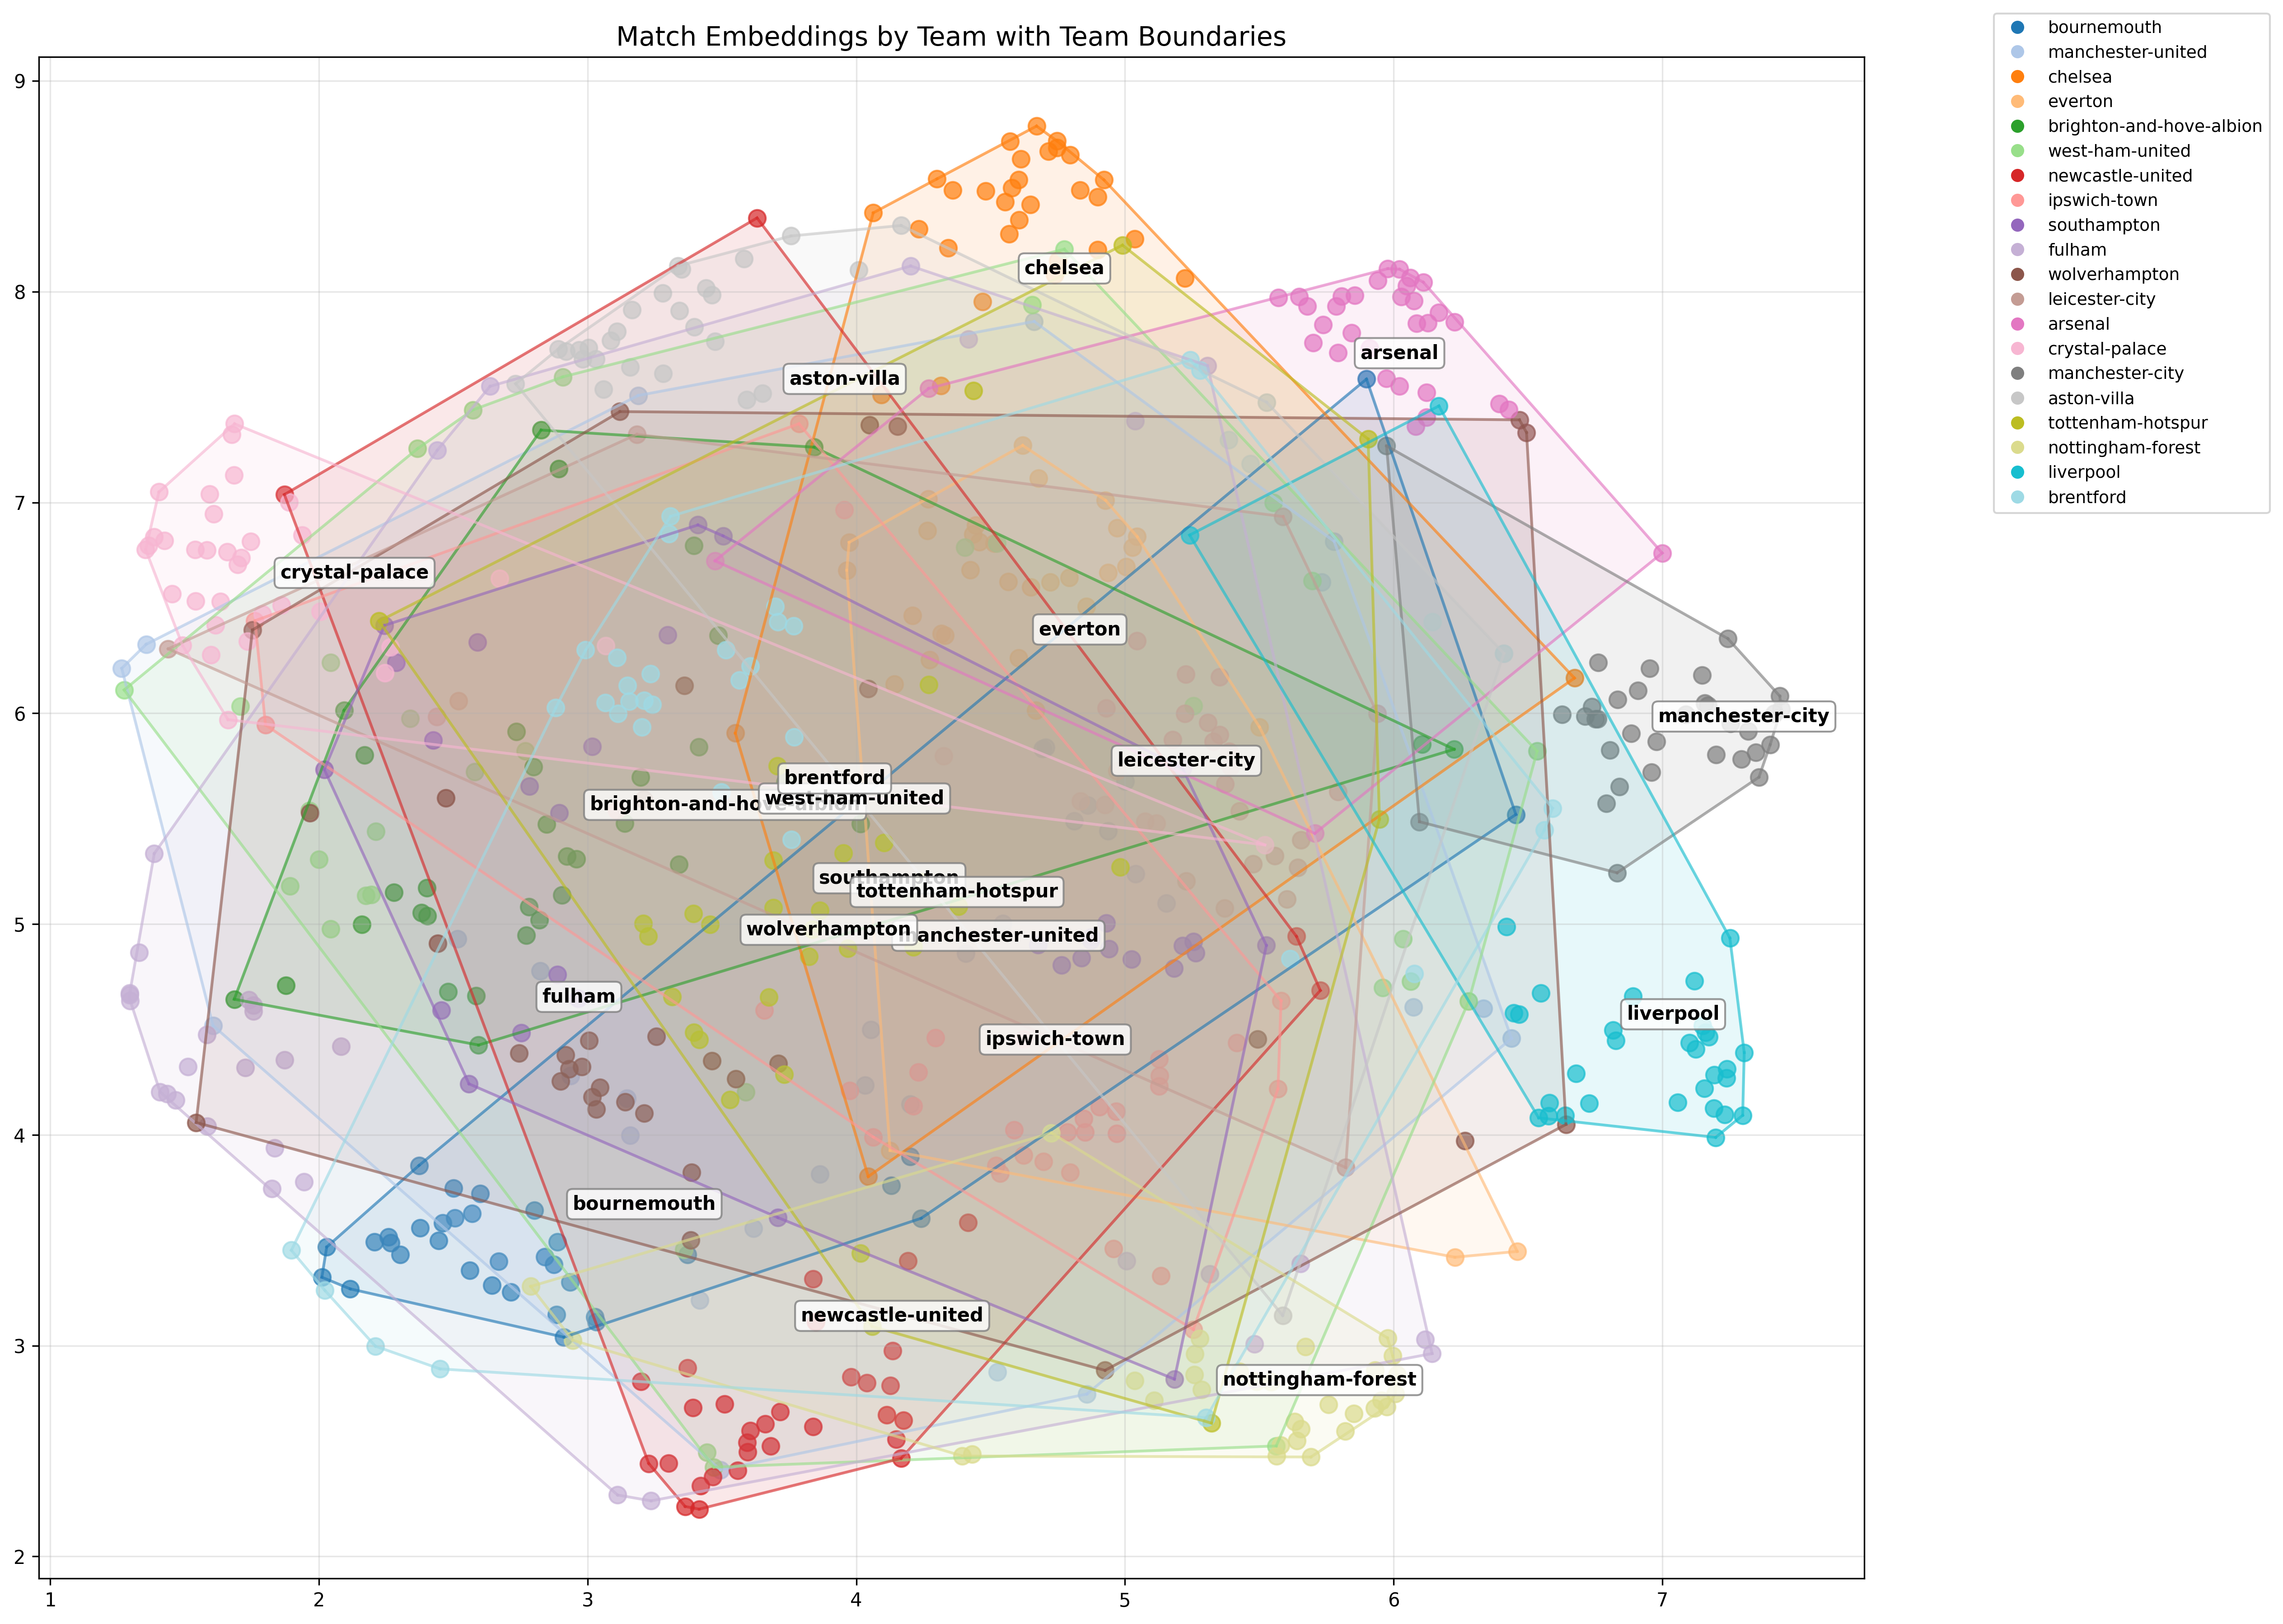 Match Embeddings by Team with Team Boundaries
bournemouth
manchester-united
chelsea
everton
brighton-and-hove-albion
west-ham-united
newcastle-united
ipswich-town
southampton
fulham
wolverhampton
leicester-city
arsenal
crystal-palace
manchester-city
aston-villa
tottenham-hotspur
nottingham-forest
liverpool
brentford
9
8
7
6
5
4
3
2
chelsea
arsenal
aston-villa
crystal-palace
everton
manchester-city
leicester-city
brentford
west-ham-united
brighton-and-hove-albion
southampton
tottenham-hotspur
wolverhampton
manchester-united
fulham
liverpool
ipswich-town
bournemouth
newcastle-united
nottingham-forest
1 2 3 4 5 6 7